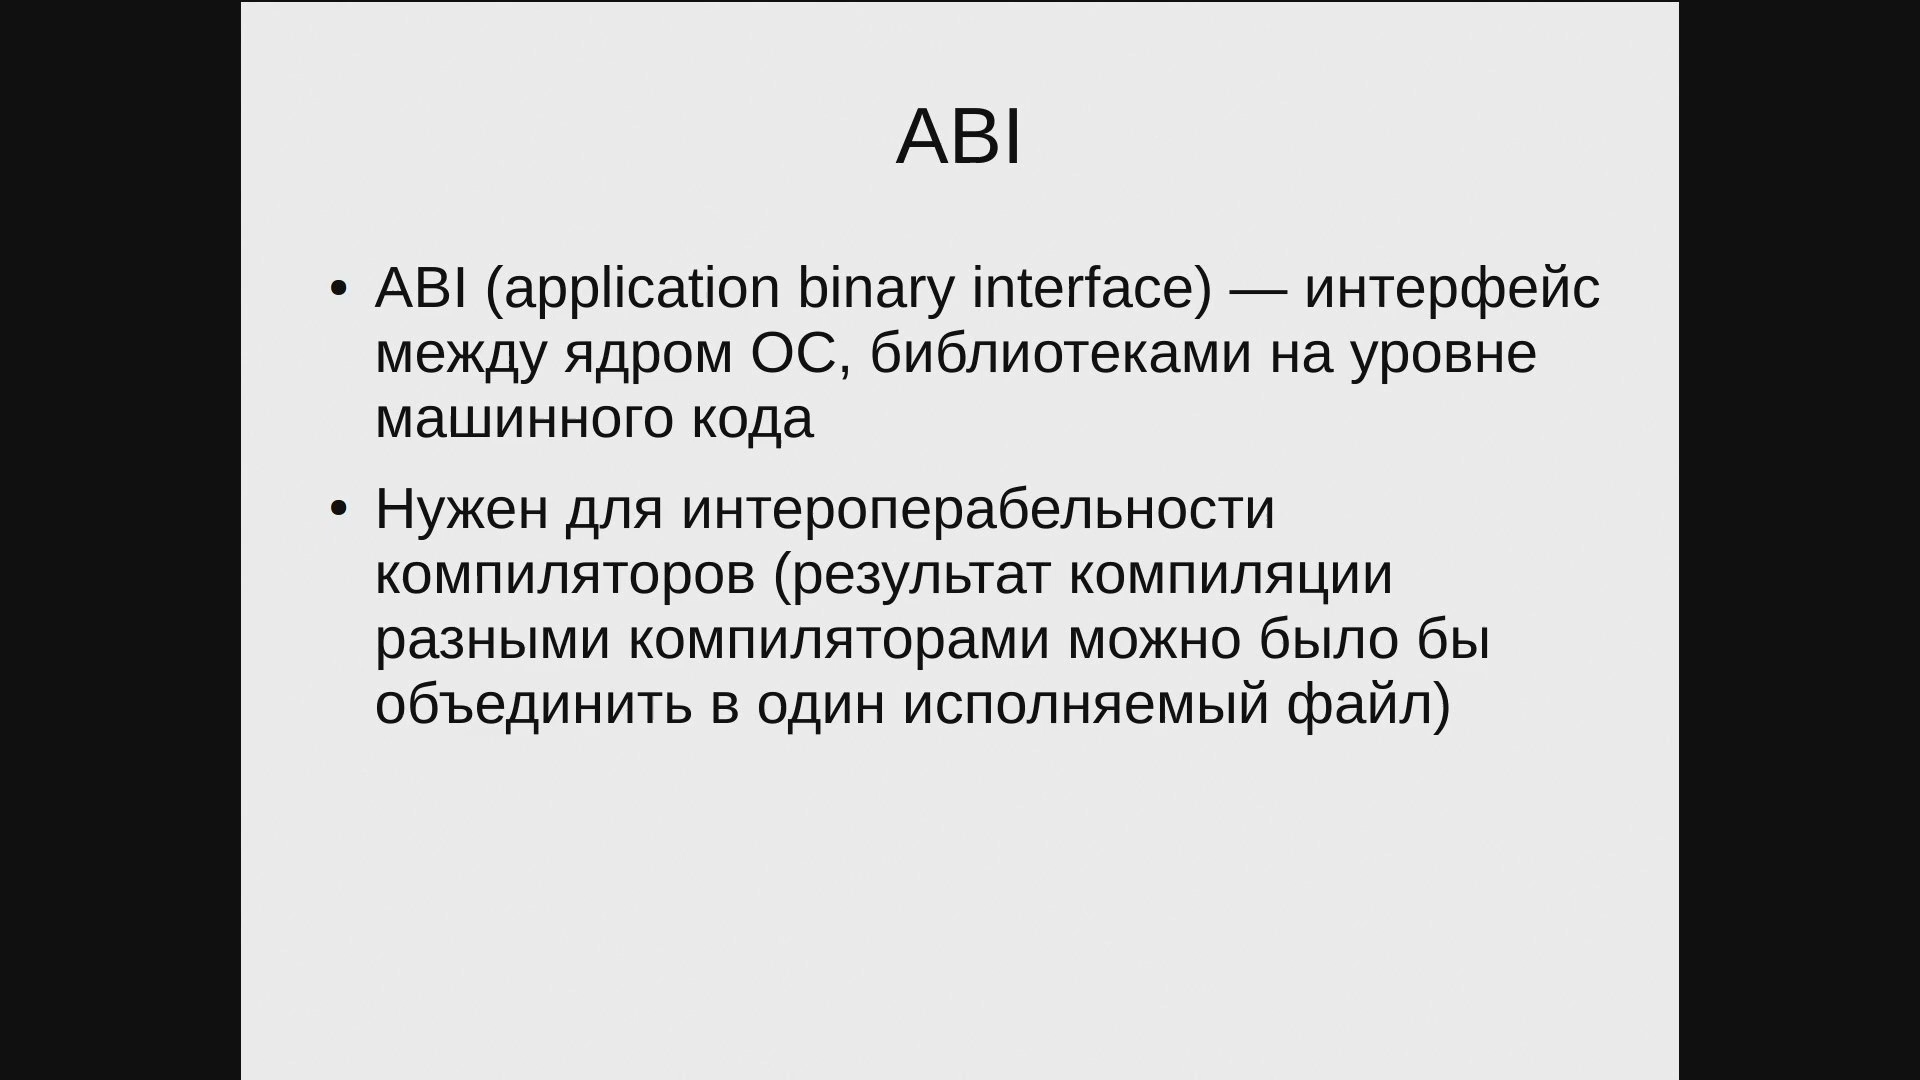 ABI
• ABI (application binary interface) — интерфейс
между ядром ОС, библиотеками на уровне
машинного кода
• Нужен для интероперабельности
компиляторов (результат компиляции
разными компиляторами можно было бы
объединить в один исполняемый файл)